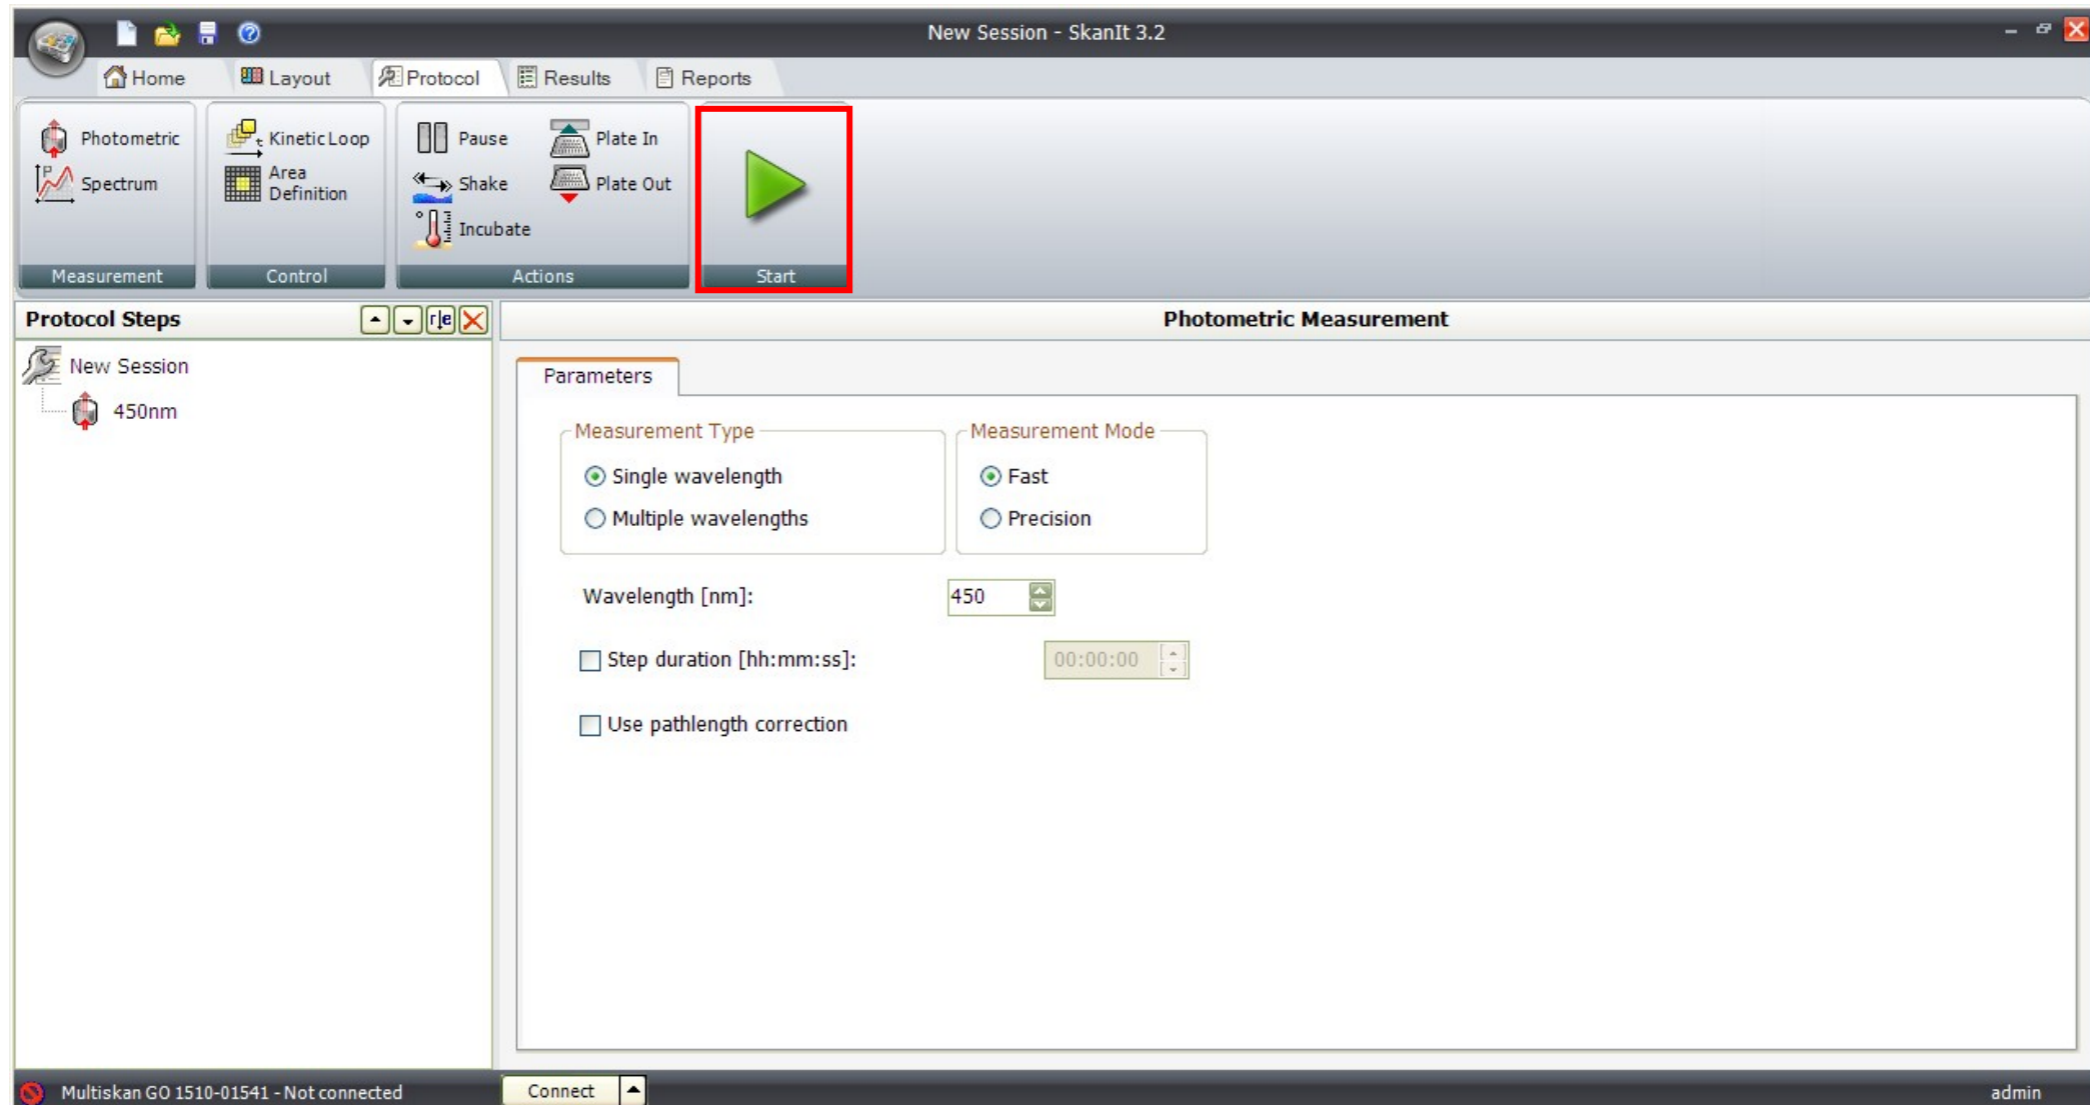 New Session - SkanIt 3.2
Home Layout Protocol Results Reports
Photometric
Spectrum
Measurement
Kinetic Loop
Area
Definition
Control
Pause
Shake
Incubate
Plate In
Plate Out
Actions
Start
Protocol Steps
New Session
450nm
Photometric Measurement
Parameters
Measurement Type
Single wavelength
Multiple wavelengths
Measurement Mode
Fast
Precision
Wavelength [nm]: 450
Step duration [hh:mm:ss]: 00:00:00
Use pathlength correction
Multiskan GO 1510-01541 - Not connected
Connect
admin